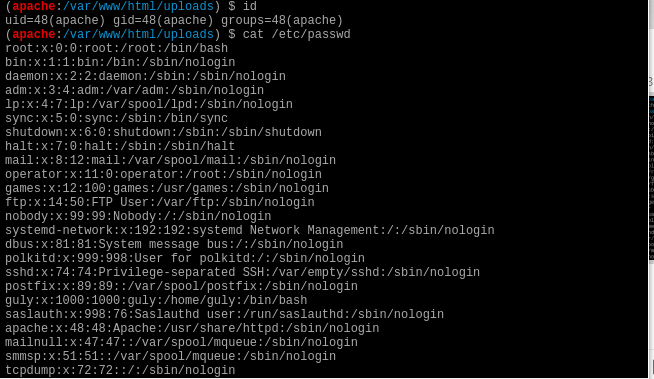 (apache:/var/www/html/uploads) $ id
uid=48(apache) gid=48(apache) groups=48(apache)
(apache:/var/www/html/uploads) $ cat /etc/passwd
root:x:0:0:root:/root:/bin/bash
bin:x:1:1:bin:/bin:/sbin/nologin
daemon:x:2:2:daemon:/sbin:/sbin/nologin
adm:x:3:4:adm:/var/adm:/sbin/nologin
lp:x:4:7:lp:/var/spool/lpd:/sbin/nologin
sync:x:5:0:sync:/sbin:/bin/sync
shutdown:x:6:0:shutdown:/sbin:/sbin/shutdown
halt:x:7:0:halt:/sbin:/sbin/halt
mail:x:8:12:mail:/var/spool/mail:/sbin/nologin
operator:x:11:0:operator:/root:/sbin/nologin
games:x:12:100:games:/usr/games:/sbin/nologin
ftp:x:14:50:FTP User:/var/ftp:/sbin/nologin
nobody:x:99:99:Nobody:/:/sbin/nologin
systemd-network:x:192:192:systemd Network Management:/:/sbin/nologin
dbus:x:81:81:System message bus:/:/sbin/nologin
polkitd:x:999:998:User for polkitd:/:/sbin/nologin
sshd:x:74:74:Privilege-separated SSH:/var/empty/sshd:/sbin/nologin
postfix:x:89:89::/var/spool/postfix:/sbin/nologin
guly:x:1000:1000:guly:/home/guly:/bin/bash
saslauth:x:998:76:Saslauthd user:/run/saslauthd:/sbin/nologin
apache:x:48:48:Apache:/usr/share/httpd:/sbin/nologin
mailnull:x:47:47::/var/spool/mqueue:/sbin/nologin
smmsp:x:51:51::/var/spool/mqueue:/sbin/nologin
tcpdump:x:72:72::/:/sbin/nologin